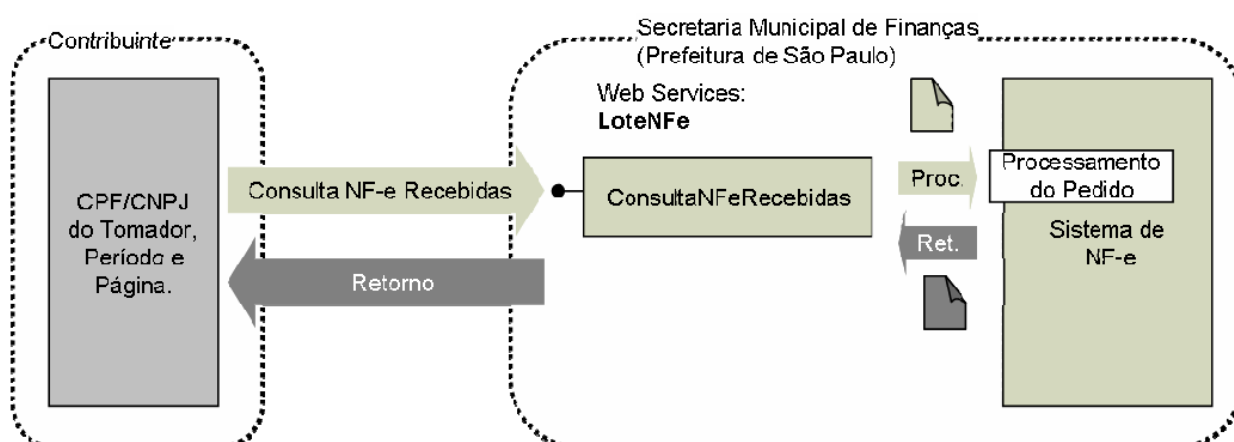 Contribuinte
Secretaria Municipal de Finanças
(Prefeitura de São Paulo)
Web Services:
LoteNFe
CPF/CNPJ
do Tomador,
Período e
Página.
Consulta NF-e Recebidas
Retorno
ConsultaNFeRecebidas
Proc.
Ret.
Processamento
do Pedido
Sistema de
NF-e